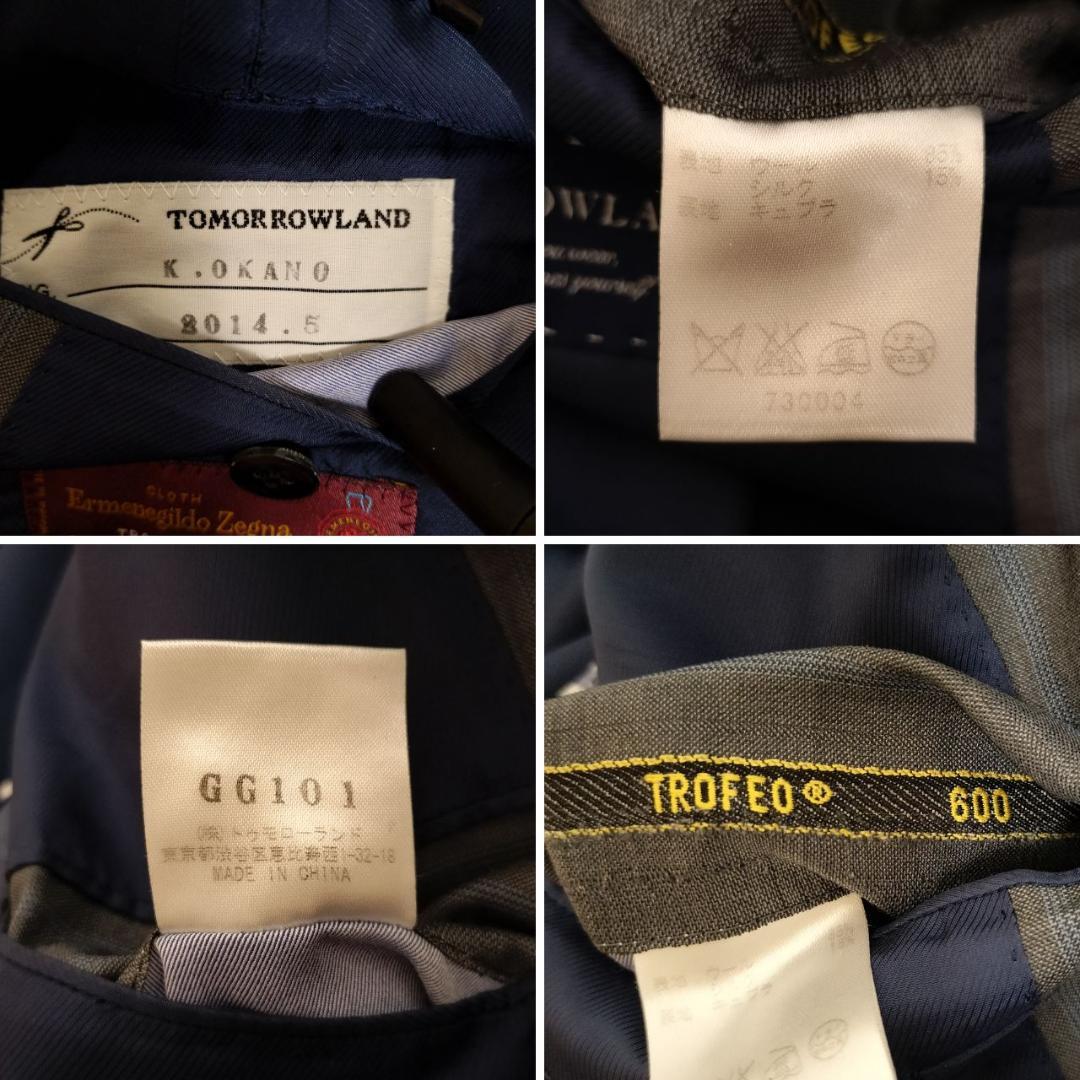 TOMORROWLAND
K.OKANO
2014.5
CLOTH
Ermenegildo Zegna
表地 ウール 85%
シルク 15%
裏地 キュプラ
730004
GG101
(株)トゥモローランド
東京都渋谷区恵比寿西1-32-18
MADE IN CHINA
TROFEO® 600